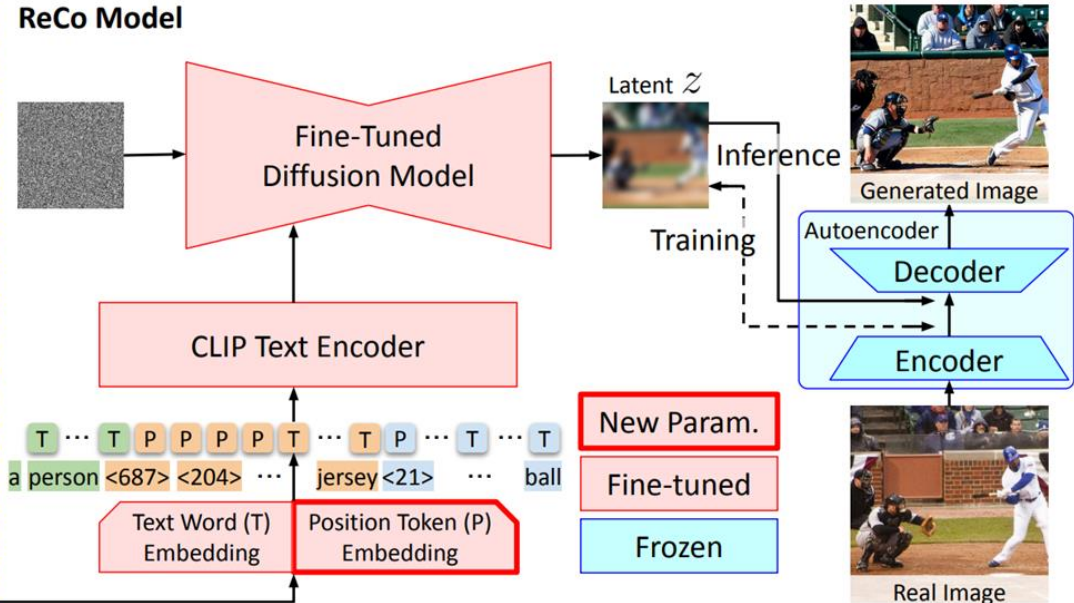 ReCo Model
Fine-Tuned
Diffusion Model
Latent z
Inference
Training
Generated Image
Autoencoder
Decoder
Encoder
Real Image
CLIP Text Encoder
T ··· T P P P P T ··· T P ··· T ··· T
a person <687> <204> ··· jersey <21> ··· ball
Text Word (T)
Embedding
Position Token (P)
Embedding
New Param.
Fine-tuned
Frozen